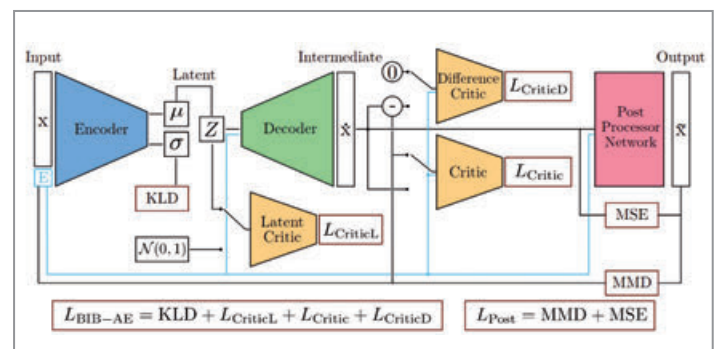 Input
Intermediate
Output
Latent
x
E
Encoder
μ
σ
KLD
Z
Decoder
ẋ
0
-
Difference
Critic
L_CriticD
Critic
L_Critic
Latent
Critic
L_CriticL
N(0,1)
Post
Processor
Network
x̃
MSE
MMD
L_BIB−AE = KLD + L_CriticL + L_Critic + L_CriticD
L_Post = MMD + MSE